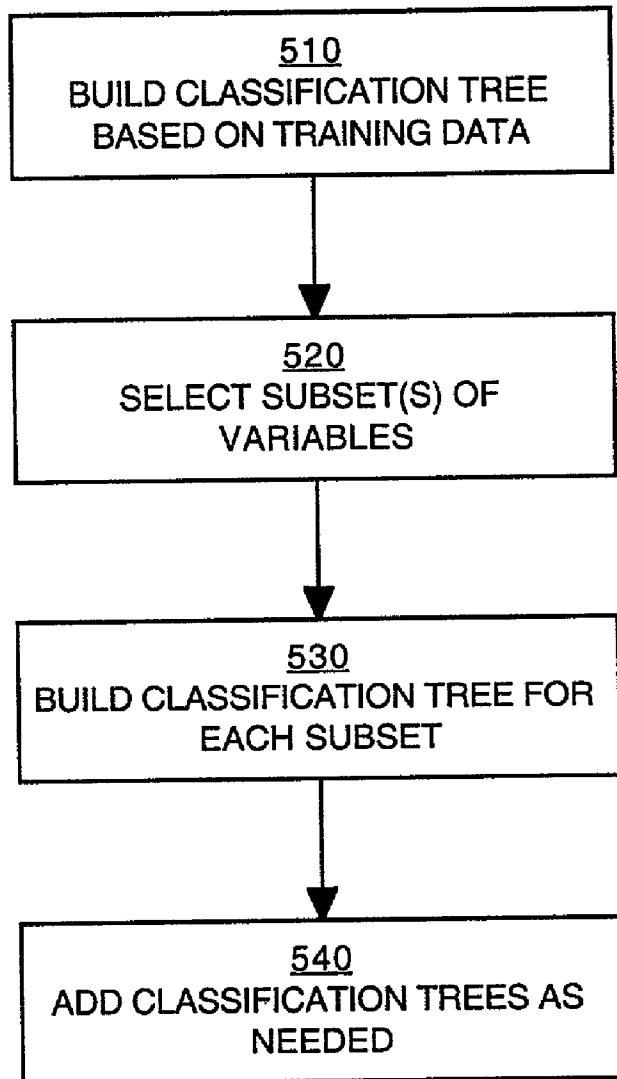 510
BUILD CLASSIFICATION TREE
BASED ON TRAINING DATA
520
SELECT SUBSET(S) OF
VARIABLES
530
BUILD CLASSIFICATION TREE FOR
EACH SUBSET
540
ADD CLASSIFICATION TREES AS
NEEDED